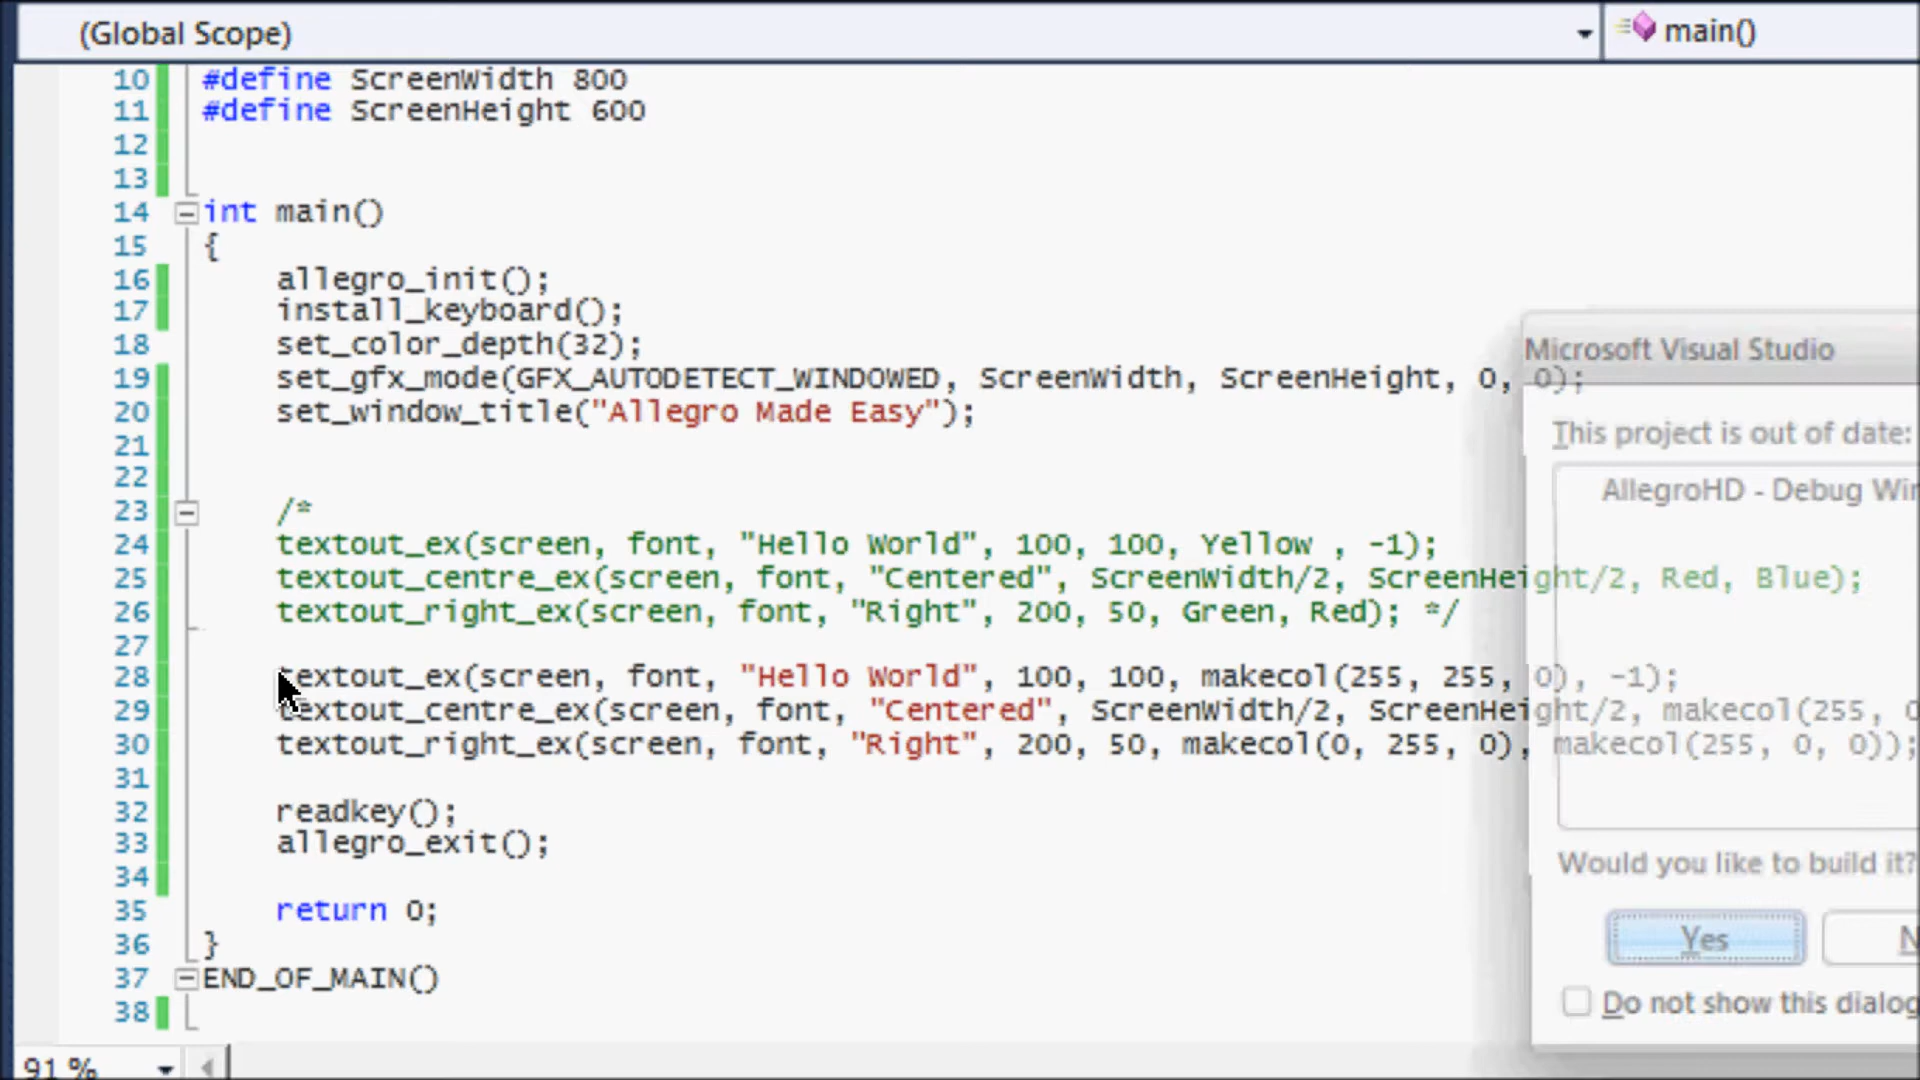 (Global Scope) main()
10 #define ScreenWidth 800
11 #define ScreenHeight 600
12
13
14 int main()
15 {
16 allegro_init();
17 install_keyboard();
18 set_color_depth(32);
19 set_gfx_mode(GFX_AUTODETECT_WINDOWED, ScreenWidth, ScreenHeight, 0, 0);
20 set_window_title("Allegro Made Easy");
21
22
23 /*
24 textout_ex(screen, font, "Hello World", 100, 100, Yellow , -1);
25 textout_centre_ex(screen, font, "Centered", ScreenWidth/2, ScreenHeight/2, Red, Blue);
26 textout_right_ex(screen, font, "Right", 200, 50, Green, Red); */
27
28 textout_ex(screen, font, "Hello World", 100, 100, makecol(255, 255, 0), -1);
29 textout_centre_ex(screen, font, "Centered", ScreenWidth/2, ScreenHeight/2, makecol(255, 0
30 textout_right_ex(screen, font, "Right", 200, 50, makecol(0, 255, 0), makecol(255, 0, 0));
31
32 readkey();
33 allegro_exit();
34
35 return 0;
36 }
37 END_OF_MAIN()
38
91 %
Microsoft Visual Studio
This project is out of date:
AllegroHD - Debug Win
Would you like to build it?
Yes N
Do not show this dialog